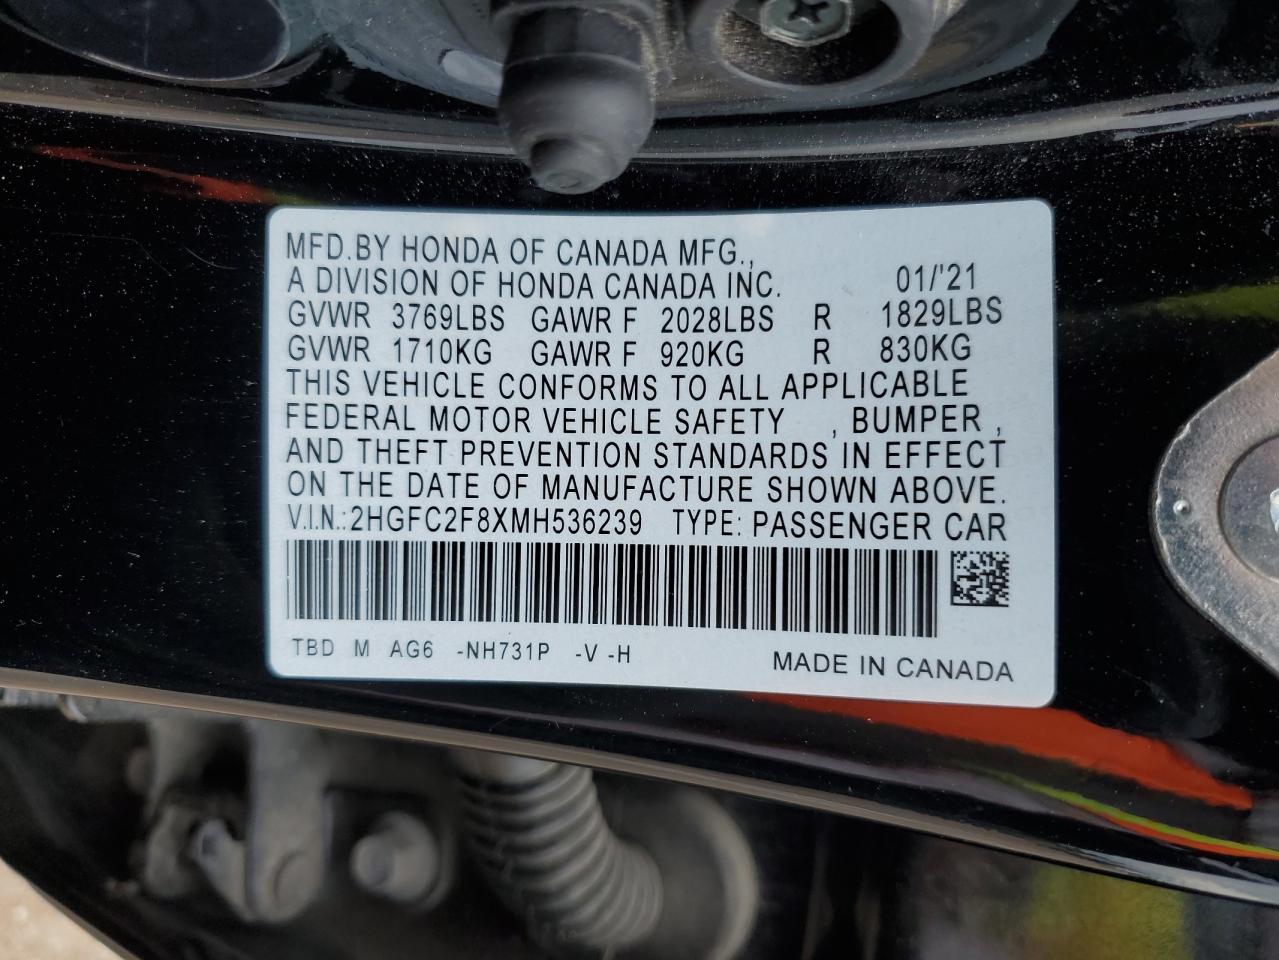 MFD.BY HONDA OF CANADA MFG.,
A DIVISION OF HONDA CANADA INC. 01/'21
GVWR 3769LBS GAWR F 2028LBS R 1829LBS
GVWR 1710KG GAWR F 920KG R 830KG
THIS VEHICLE CONFORMS TO ALL APPLICABLE
FEDERAL MOTOR VEHICLE SAFETY , BUMPER ,
AND THEFT PREVENTION STANDARDS IN EFFECT
ON THE DATE OF MANUFACTURE SHOWN ABOVE.
V.I.N.:2HGFC2F8XMH536239 TYPE: PASSENGER CAR
TBD M AG6 -NH731P -V -H MADE IN CANADA